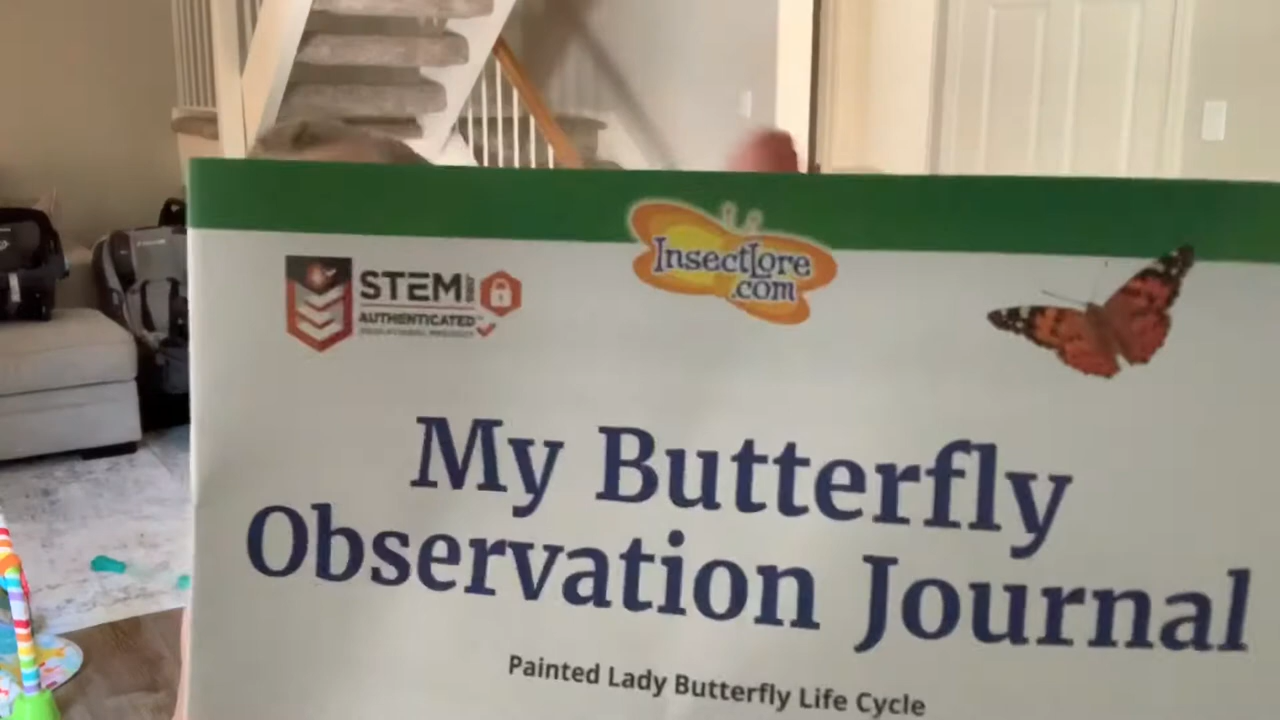 InsectLore
.com
STEM
AUTHENTICATED
My Butterfly
Observation Journal
Painted Lady Butterfly Life Cycle